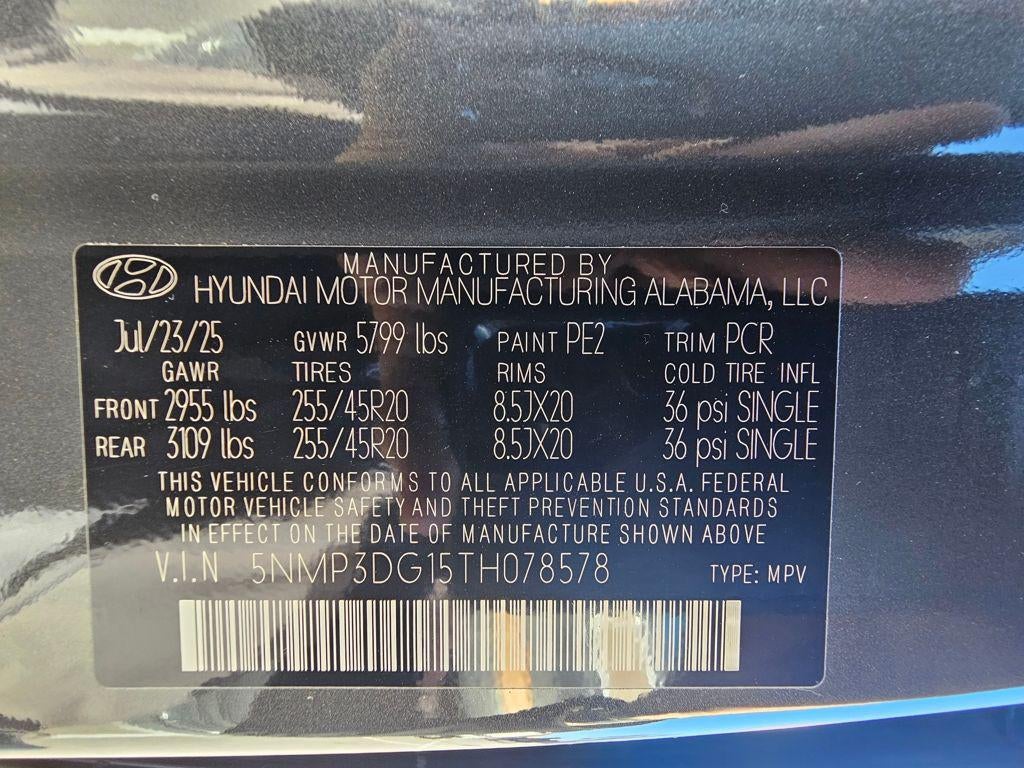 MANUFACTURED BY
HYUNDAI MOTOR MANUFACTURING ALABAMA, LLC
Jul/23/25 GVWR 5799 lbs PAINT PE2 TRIM PCR
GAWR TIRES RIMS COLD TIRE INFL
FRONT 2955 lbs 255/45R20 8.5JX20 36 psi SINGLE
REAR 3109 lbs 255/45R20 8.5JX20 36 psi SINGLE
THIS VEHICLE CONFORMS TO ALL APPLICABLE U.S.A. FEDERAL
MOTOR VEHICLE SAFETY AND THEFT PREVENTION STANDARDS
IN EFFECT ON THE DATE OF MANUFACTURE SHOWN ABOVE
V.I.N 5NMP3DG15TH078578 TYPE: MPV